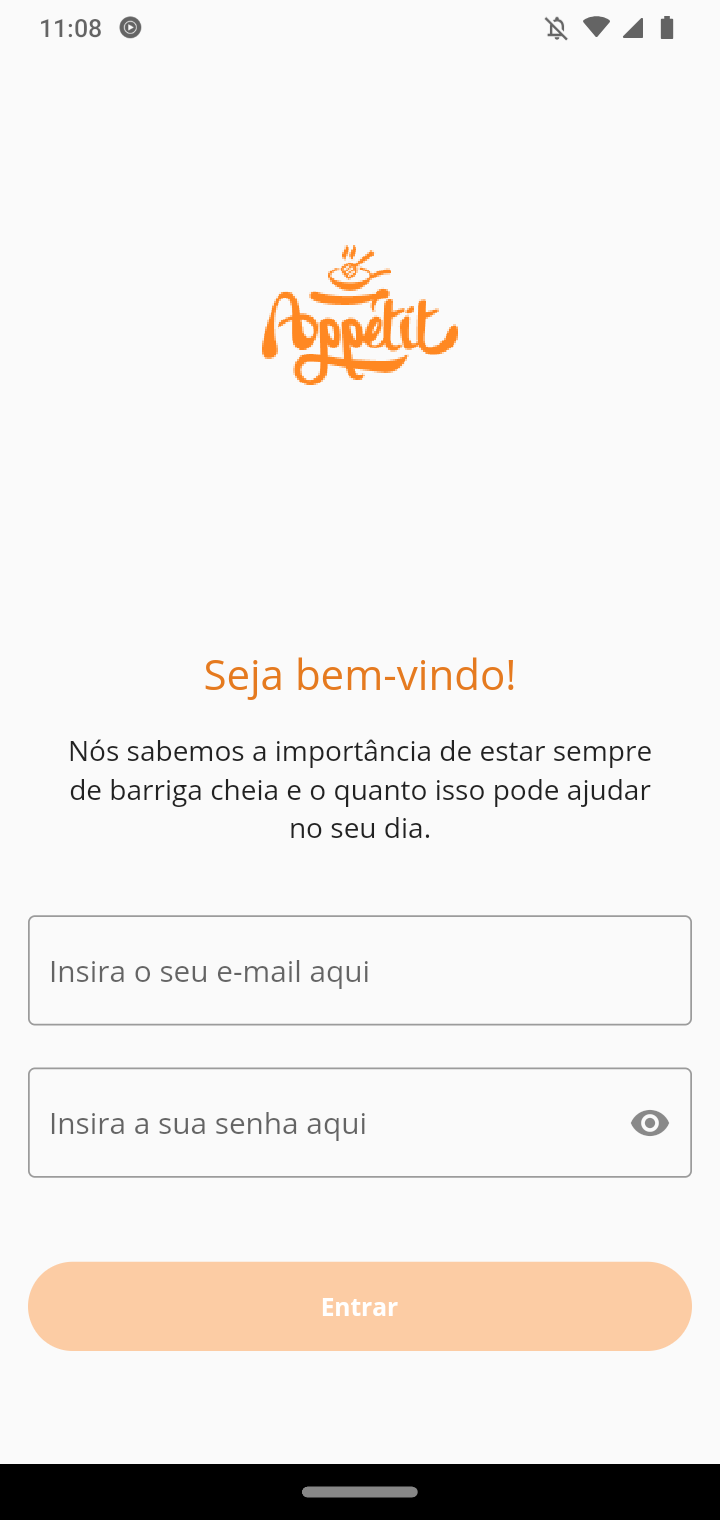 11:08
Appetit
Seja bem-vindo!
Nós sabemos a importância de estar sempre
de barriga cheia e o quanto isso pode ajudar
no seu dia.
Insira o seu e-mail aqui
Insira a sua senha aqui
Entrar